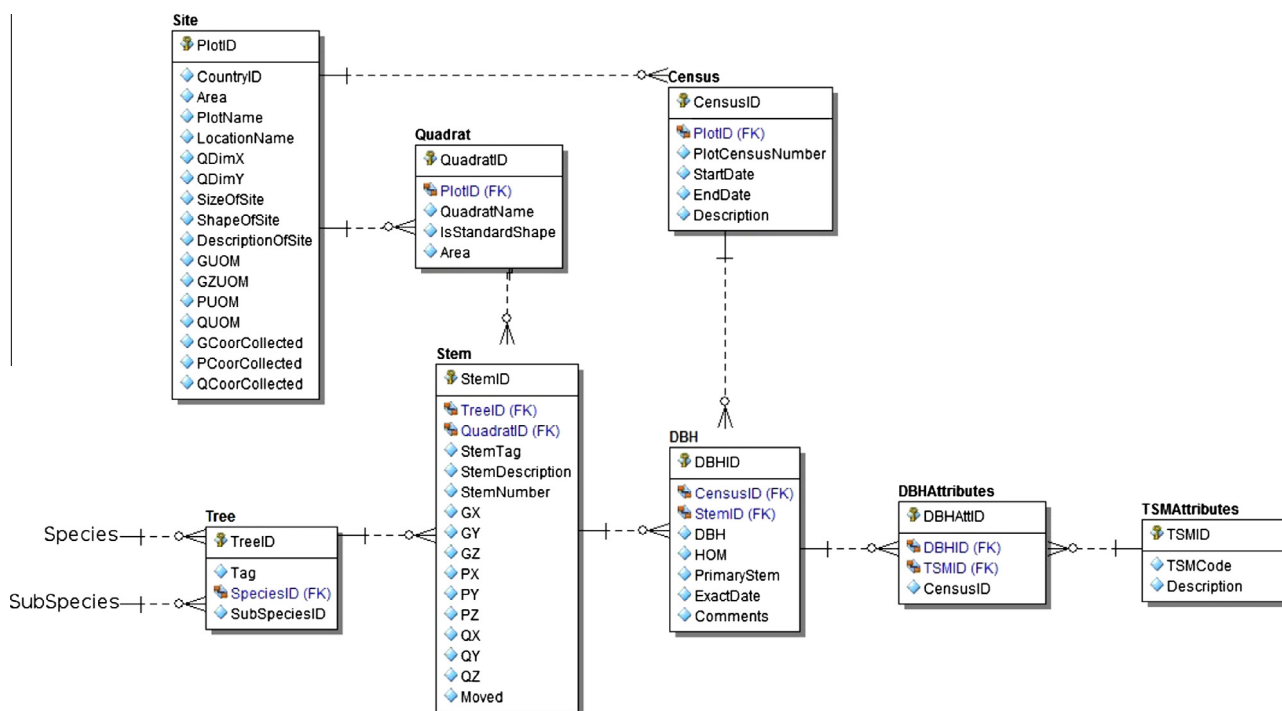 Site
PlotID
CountryID
Area
PlotName
LocationName
QDimX
QDimY
SizeOfSite
ShapeOfSite
DescriptionOfSite
GUOM
GZUOM
PUOM
QUOM
GCoorCollected
PCoorCollected
QCoorCollected
Census
CensusID
PlotID (FK)
PlotCensusNumber
StartDate
EndDate
Description
Quadrat
QuadratID
PlotID (FK)
QuadratName
IsStandardShape
Area
Stem
StemID
TreeID (FK)
QuadratID (FK)
StemTag
StemDescription
StemNumber
GX
GY
GZ
PX
PY
PZ
QX
QY
QZ
Moved
Species
SubSpecies
Tree
TreeID
Tag
SpeciesID (FK)
SubSpeciesID
DBH
DBHID
CensusID (FK)
StemID (FK)
DBH
HOM
PrimaryStem
ExactDate
Comments
DBHAttributes
DBHAttID
DBHID (FK)
TSMID (FK)
CensusID
TSMAttributes
TSMID
TSMCode
Description